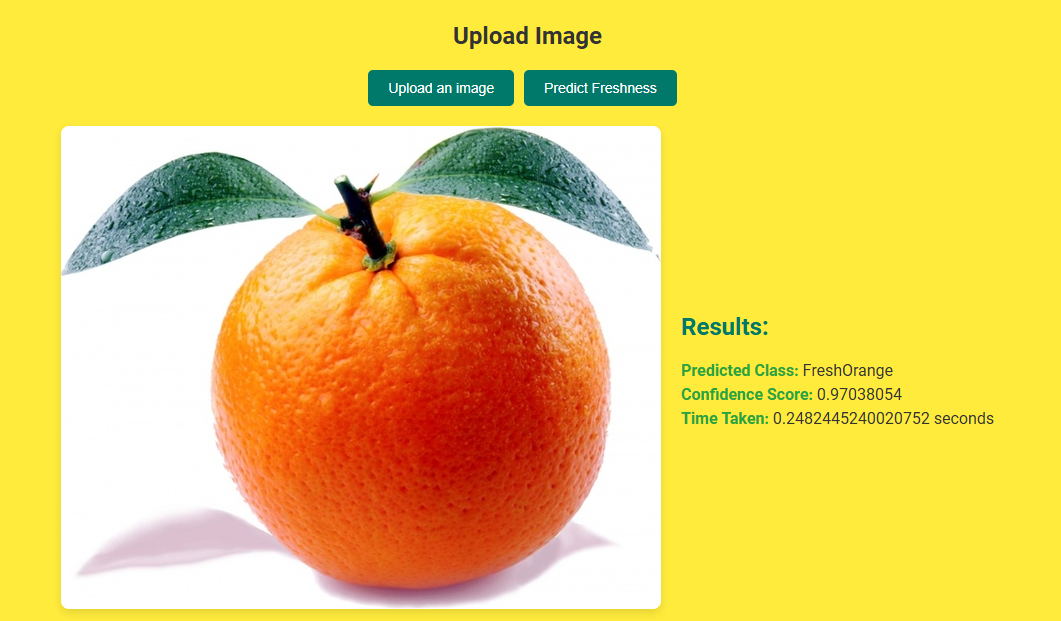 Upload Image
Upload an image
Predict Freshness
Results:
Predicted Class: FreshOrange
Confidence Score: 0.97038054
Time Taken: 0.2482445240020752 seconds